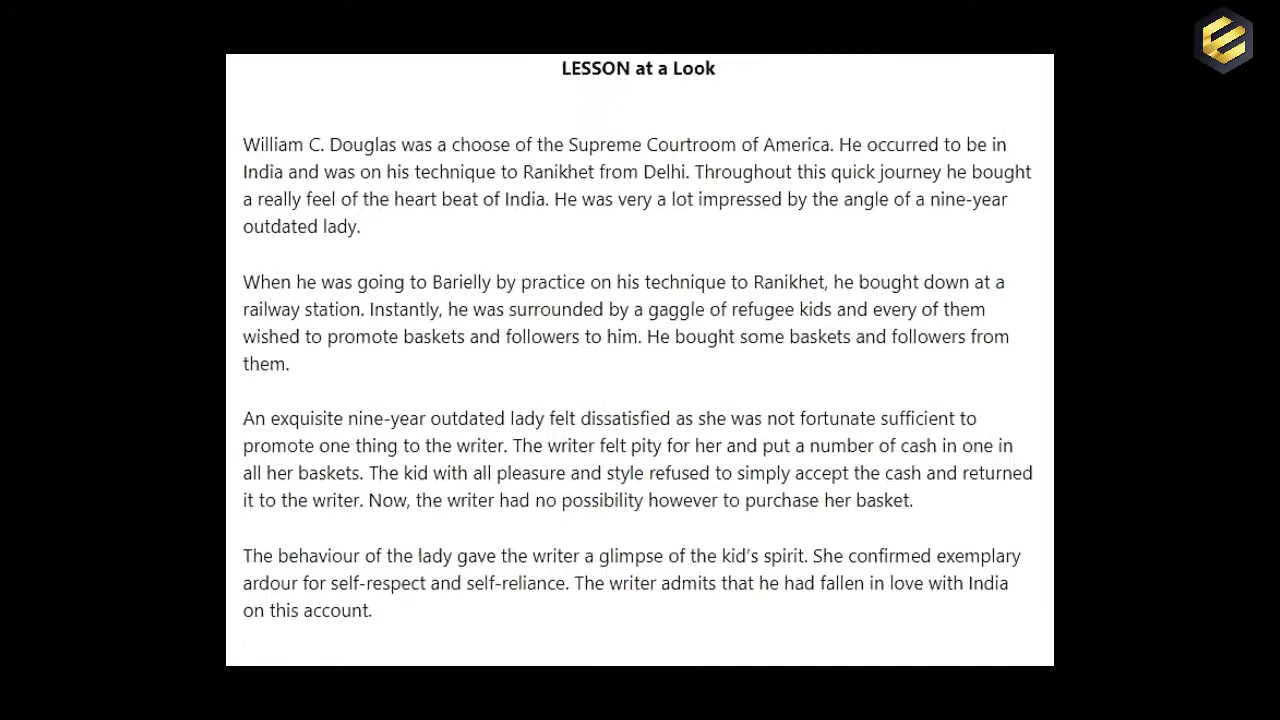 LESSON at a Look
William C. Douglas was a choose of the Supreme Courtroom of America. He occurred to be in
India and was on his technique to Ranikhet from Delhi. Throughout this quick journey he bought
a really feel of the heart beat of India. He was very a lot impressed by the angle of a nine-year
outdated lady.
When he was going to Barielly by practice on his technique to Ranikhet, he bought down at a
railway station. Instantly, he was surrounded by a gaggle of refugee kids and every of them
wished to promote baskets and followers to him. He bought some baskets and followers from
them.
An exquisite nine-year outdated lady felt dissatisfied as she was not fortunate sufficient to
promote one thing to the writer. The writer felt pity for her and put a number of cash in one in
all her baskets. The kid with all pleasure and style refused to simply accept the cash and returned
it to the writer. Now, the writer had no possibility however to purchase her basket.
The behaviour of the lady gave the writer a glimpse of the kid’s spirit. She confirmed exemplary
ardour for self-respect and self-reliance. The writer admits that he had fallen in love with India
on this account.